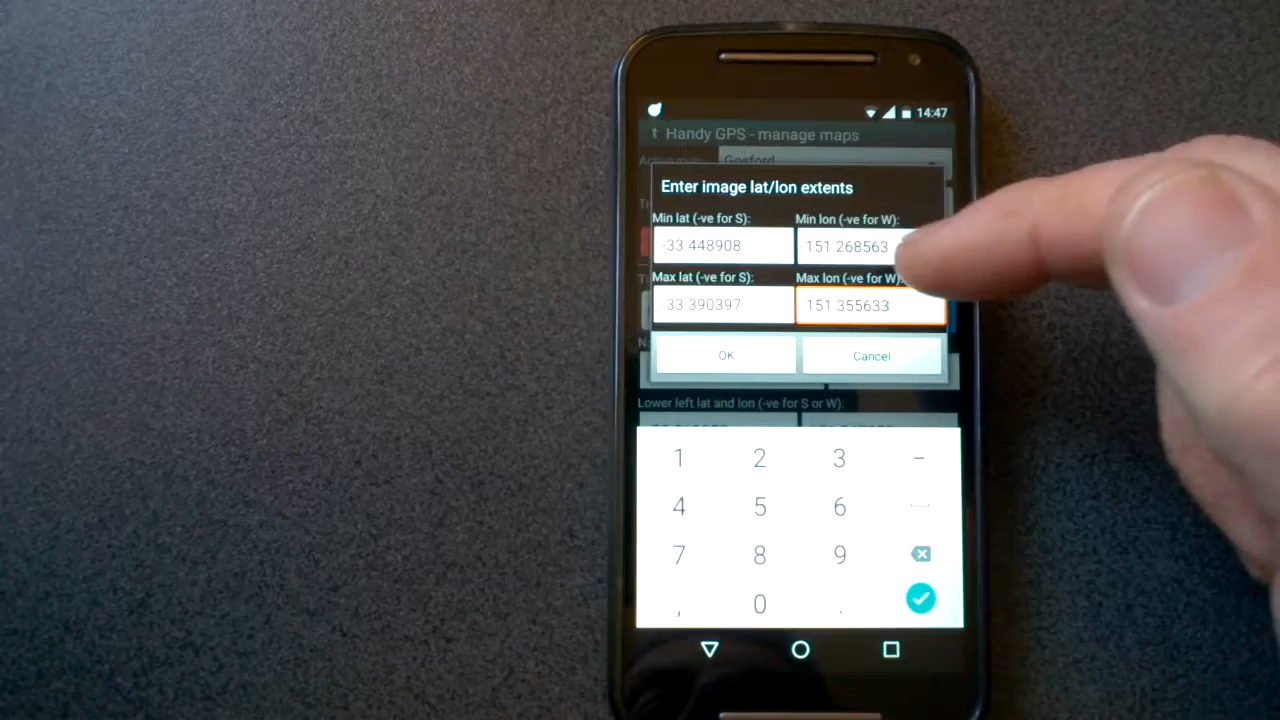 14:47
Handy GPS - manage maps
Gosford
Enter image lat/lon extents
Min lat (-ve for S): Min lon (-ve for W):
-33 448908 151 268563
Max lat (-ve for S): Max lon (-ve for W):
-33 390397 151 355633
OK Cancel
Lower left lat and lon (-ve for S or W):
1 2 3 -
4 5 6
7 8 9
, 0 .